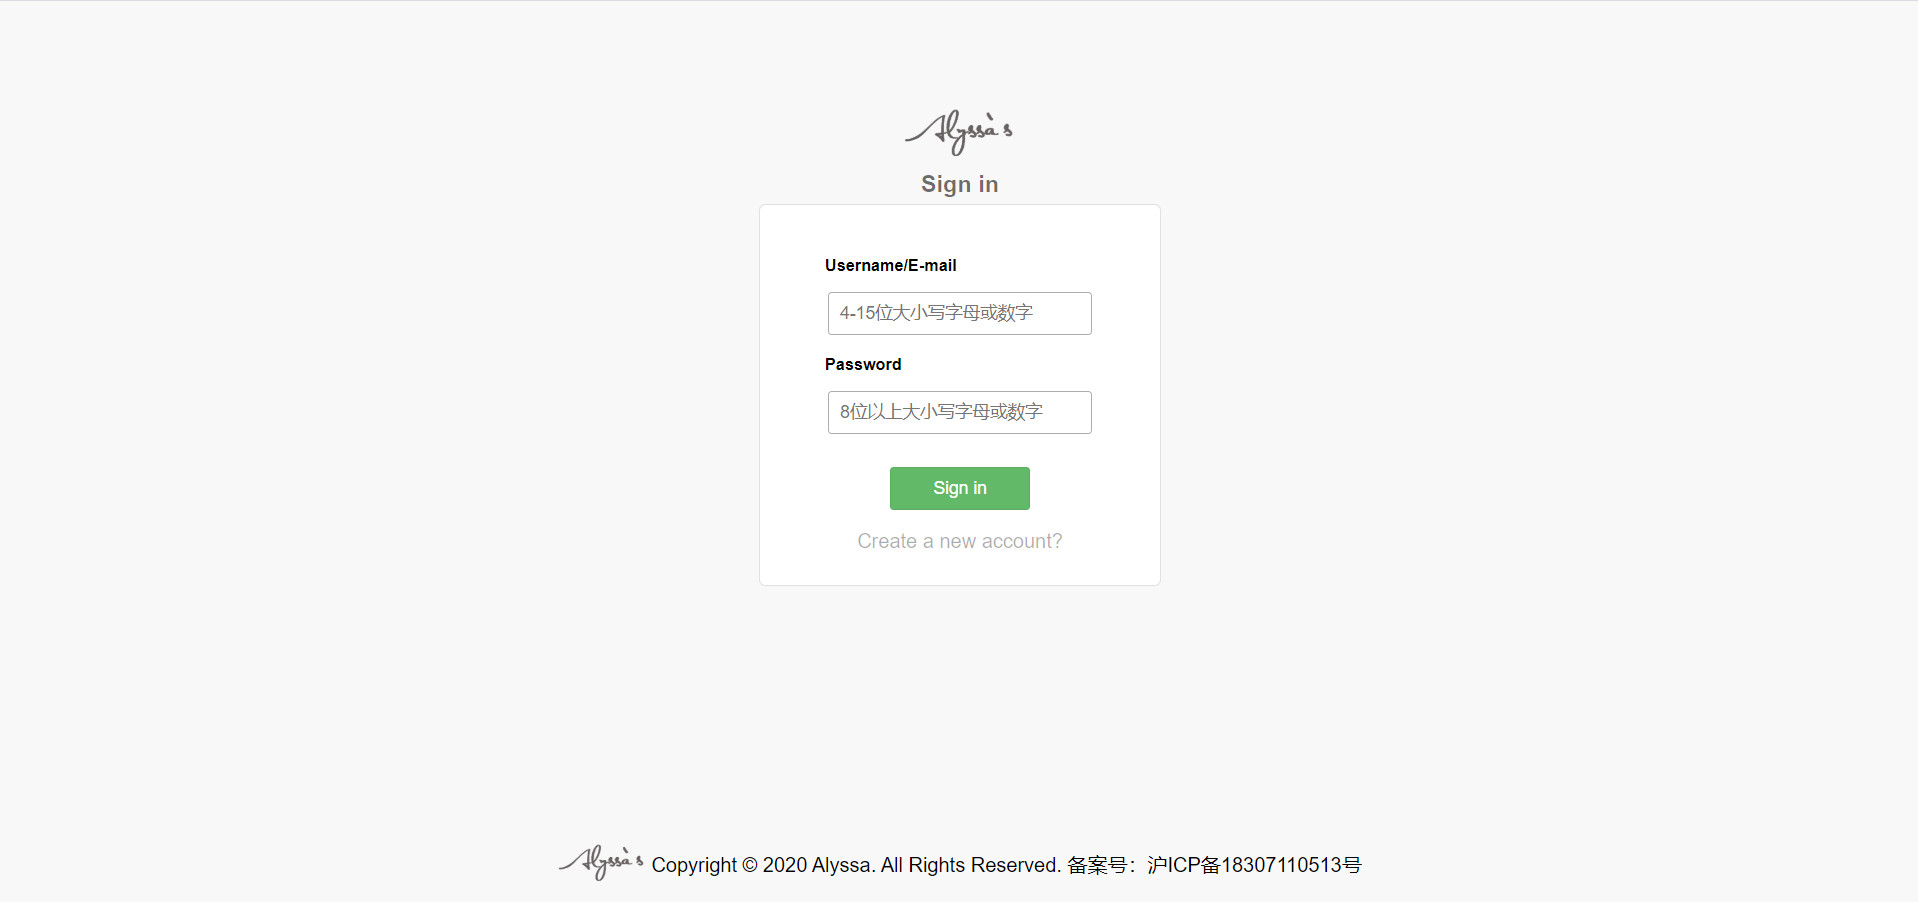 Alyssà's
Sign in
Username/E-mail
4-15位大小写字母或数字
Password
8位以上大小写字母或数字
Sign in
Create a new account?
Alyssà's Copyright © 2020 Alyssa. All Rights Reserved. 备案号：沪ICP备18307110513号